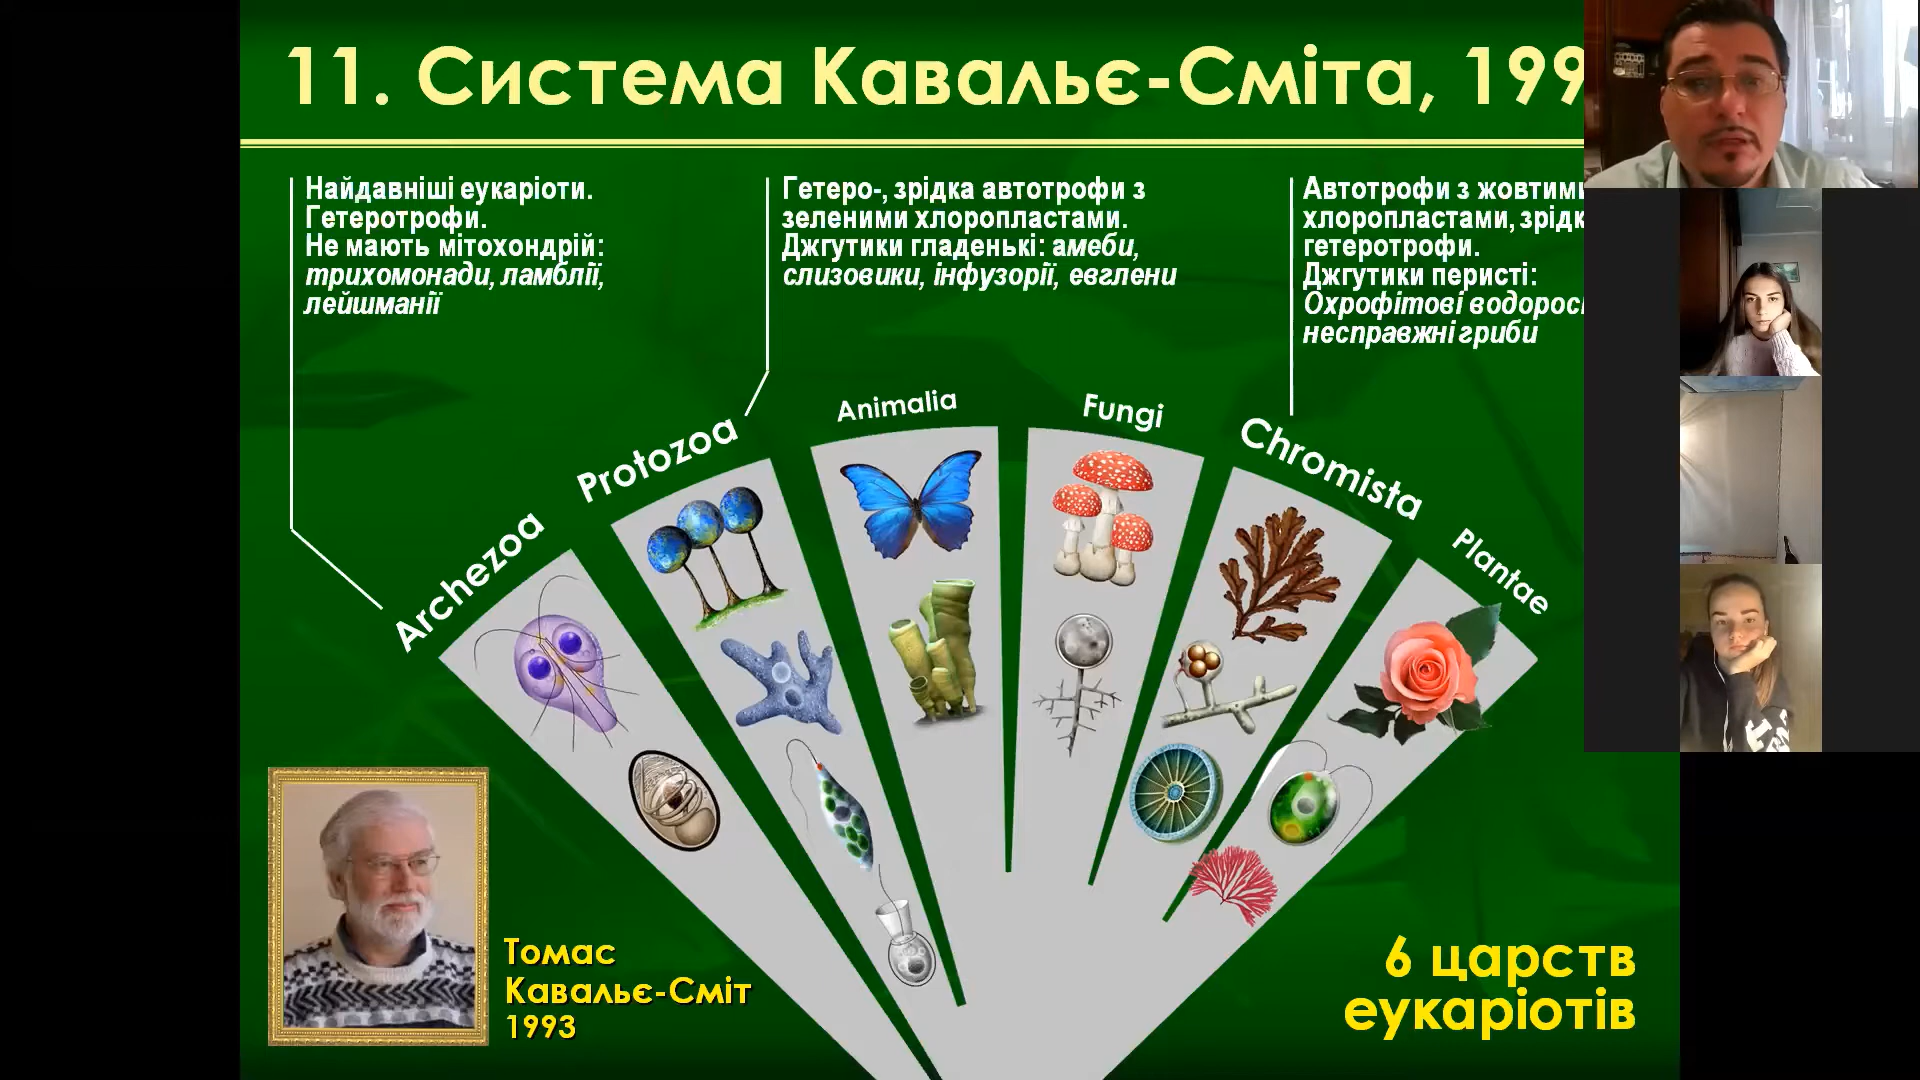 11. Система Кавальє-Сміта, 199
Найдавніші еукаріоти.
Гетеротрофи.
Не мають мітохондрій:
трихомонади, ламблії,
лейшманії
Гетеро-, зрідка автотрофи з
зеленими хлоропластами.
Джгутики гладенькі: амеби,
слизовики, інфузорії, евглени
Автотрофи з жовтими
хлоропластами, зрідк
гетеротрофи.
Джгутики перисті:
Охрофітові водорос
несправжні гриби
Archezoa
Protozoa
Animalia
Fungi
Chromista
Plantae
Томас
Кавальє-Сміт
1993
6 царств
еукаріотів